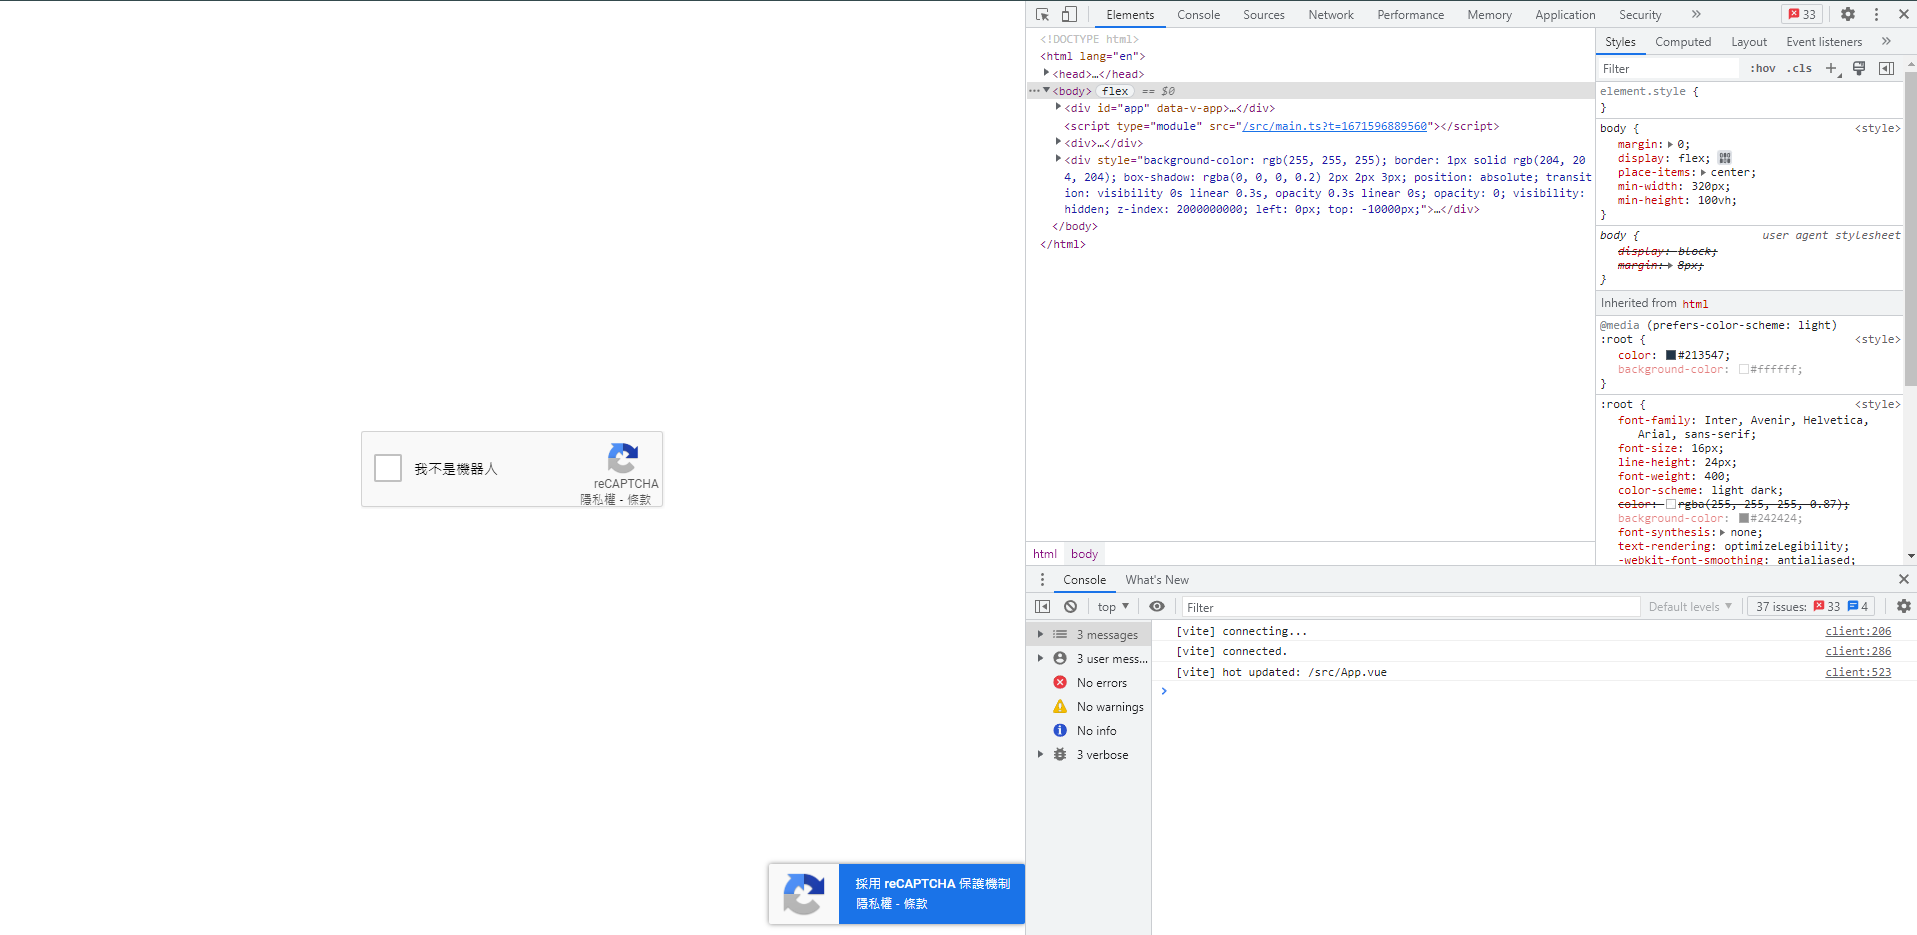 我不是機器人
reCAPTCHA
隱私權 - 條款
採用 reCAPTCHA 保護機制
隱私權 - 條款
Elements
Console
Sources
Network
Performance
Memory
Application
Security
33
<!DOCTYPE html>
<html lang="en">
<head>…</head>
<body> flex == $0
<div id="app" data-v-app>…</div>
<script type="module" src="/src/main.ts?t=1671596889560"></script>
<div>…</div>
<div style="background-color: rgb(255, 255, 255); border: 1px solid rgb(204, 20
4, 204); box-shadow: rgba(0, 0, 0, 0.2) 2px 2px 3px; position: absolute; transit
ion: visibility 0s linear 0.3s, opacity 0.3s linear 0s; opacity: 0; visibility:
hidden; z-index: 2000000000; left: 0px; top: -10000px;">…</div>
</body>
</html>
html body
Styles
Computed
Layout
Event listeners
Filter
:hov .cls
element.style {
}
body { <style>
margin: 0;
display: flex;
place-items: center;
min-width: 320px;
min-height: 100vh;
}
body { user agent stylesheet
display: block;
margin: 8px;
}
Inherited from html
@media (prefers-color-scheme: light)
:root { <style>
color: #213547;
background-color: #ffffff;
}
:root { <style>
font-family: Inter, Avenir, Helvetica,
Arial, sans-serif;
font-size: 16px;
line-height: 24px;
font-weight: 400;
color-scheme: light dark;
color: rgba(255, 255, 255, 0.87);
background-color: #242424;
font-synthesis: none;
text-rendering: optimizeLegibility;
-webkit-font-smoothing: antialiased;
Console
What's New
top
Filter
Default levels
37 issues: 33 4
3 messages
3 user mess...
No errors
No warnings
No info
3 verbose
[vite] connecting... client:206
[vite] connected. client:286
[vite] hot updated: /src/App.vue client:523